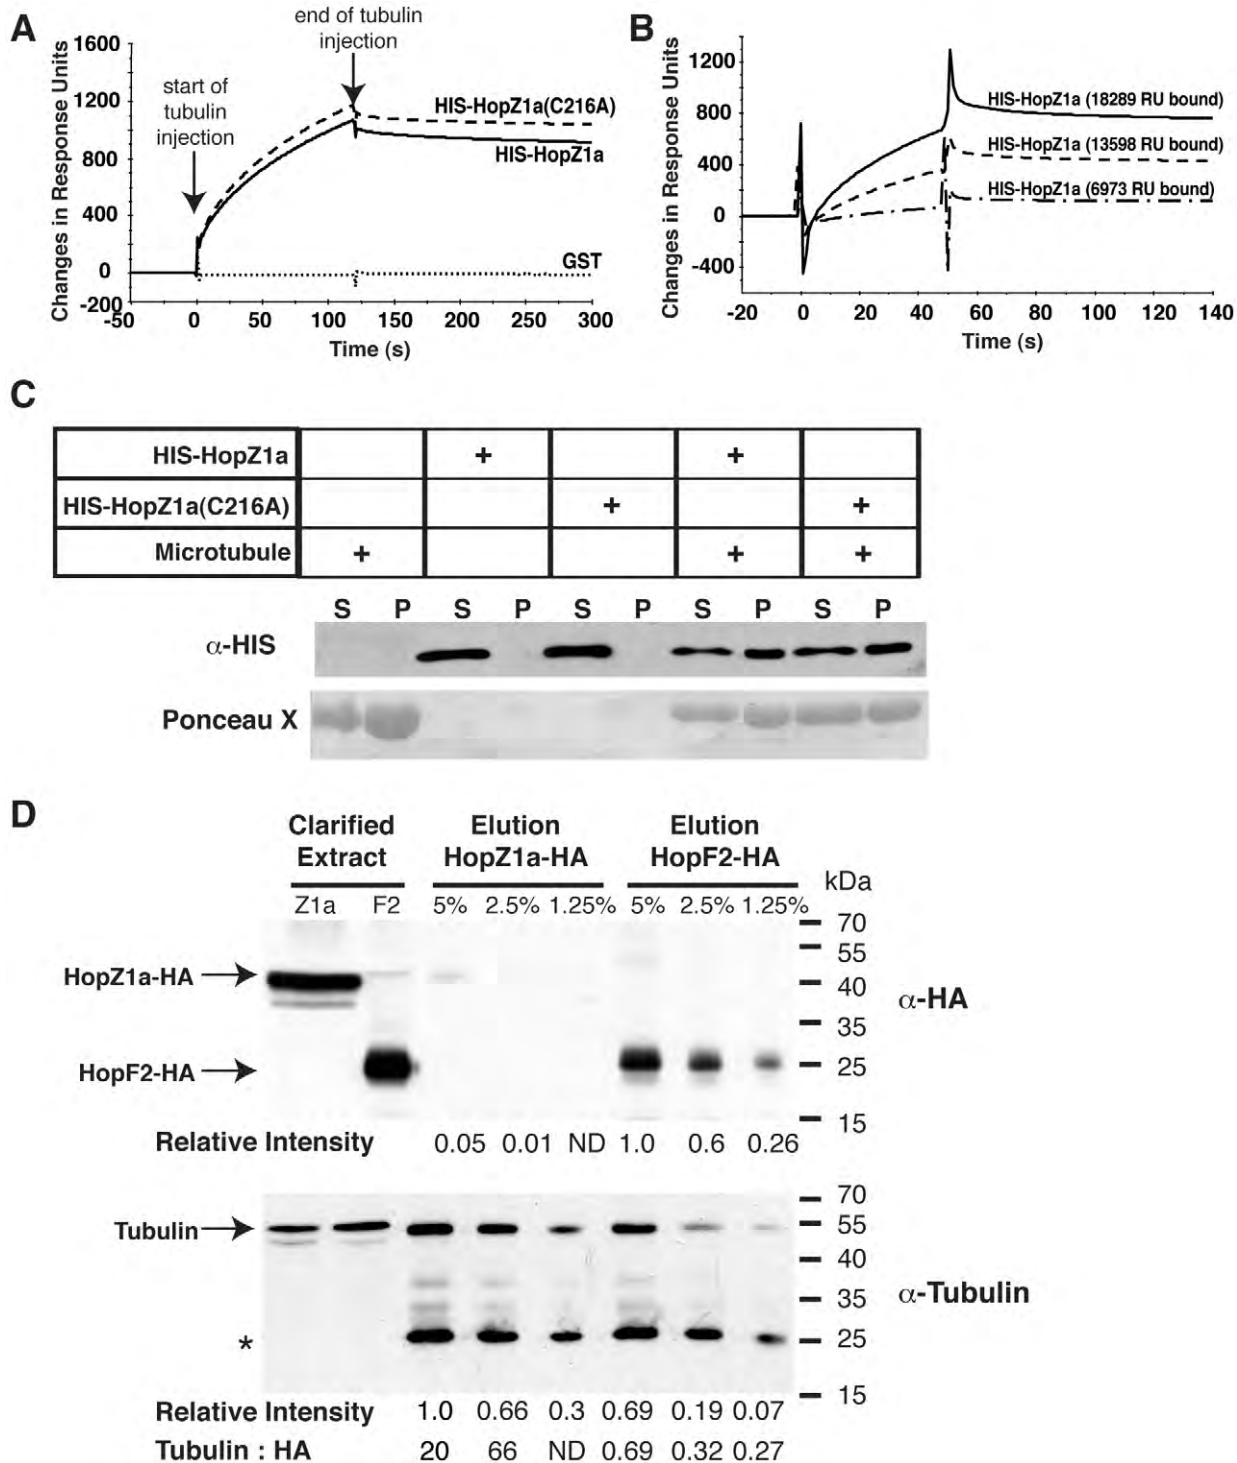 A
Changes in Response Units
1600
1200
800
400
0
-200
start of
tubulin
injection
end of tubulin
injection
HIS-HopZ1a(C216A)
HIS-HopZ1a
GST
-50 0 50 100 150 200 250 300
Time (s)
B
Changes in Response Units
1200
800
400
0
-400
HIS-HopZ1a (18289 RU bound)
HIS-HopZ1a (13598 RU bound)
HIS-HopZ1a (6973 RU bound)
-20 0 20 40 60 80 100 120 140
Time (s)
C
HIS-HopZ1a + +
HIS-HopZ1a(C216A) + +
Microtubule + + +
S P S P S P S P S P
α-HIS
Ponceau X
D
Clarified Extract
Elution HopZ1a-HA
Elution HopF2-HA
kDa
Z1a F2 5% 2.5% 1.25% 5% 2.5% 1.25%
70
55
HopZ1a-HA
40
α-HA
35
HopF2-HA
25
15
Relative Intensity 0.05 0.01 ND 1.0 0.6 0.26
70
Tubulin
55
40
35
α-Tubulin
25
*
15
Relative Intensity 1.0 0.66 0.3 0.69 0.19 0.07
Tubulin : HA 20 66 ND 0.69 0.32 0.27